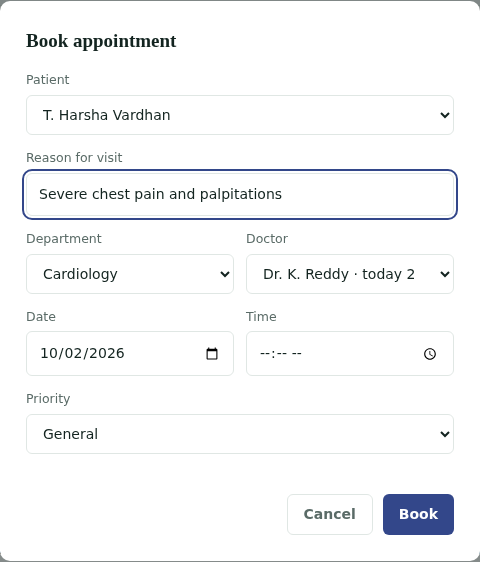 Book appointment
Patient
T. Harsha Vardhan
Reason for visit
Severe chest pain and palpitations
Department
Doctor
Cardiology
Dr. K. Reddy · today 2
Date
Time
10/02/2026
--:-- --
Priority
General
Cancel
Book